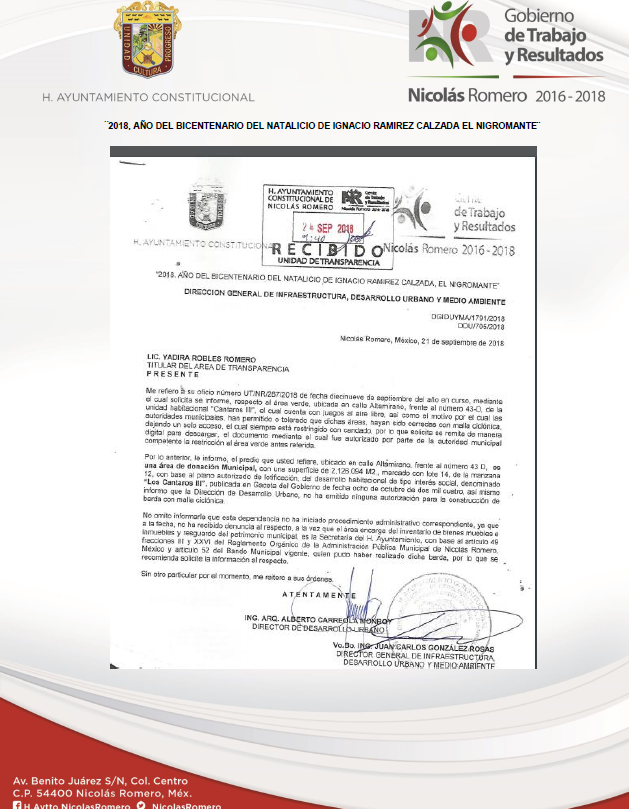 UNIDAD
CULTURA
PROGRESO
H. AYUNTAMIENTO CONSTITUCIONAL
NR
Gobierno
de Trabajo
y Resultados
Nicolás Romero 2016 - 2018
¨2018, AÑO DEL BICENTENARIO DEL NATALICIO DE IGNACIO RAMIREZ CALZADA EL NIGROMANTE¨
H. AYUNTAMIENTO
CONSTITUCIONAL DE
NICOLÁS ROMERO
SEP 2018
RECIBIDO
UNIDAD DE TRANSPARENCIA
de Trabajo
y Resultados
H. AYUNTAMIENTO CONSTITUCIONA
Nicolás Romero 2016 - 2018
"2018. AÑO DEL BICENTENARIO DEL NATALICIO DE IGNACIO RAMIREZ CALZADA, EL NIGROMANTE"
DIRECCION GENERAL DE INFRAESTRUCTURA, DESARROLLO URBANO Y MEDIO AMBIENTE
DGIDUYMA/1791/2018
DDU/706/2018
Nicolás Romero, México, 21 de septiembre de 2018
LIC. YADIRA ROBLES ROMERO
TITULAR DEL AREA DE TRANSPARENCIA
P R E S E N T E
Me refiero a su oficio número UT/NR/287/2018 de fecha diecinueve de septiembre del año en curso, mediante
el cual solicita se informe, respecto al área verde, ubicada en calle Altamirano, frente al número 43-D, de la
unidad habitacional "Cantaros III", el cual cuenta con juegos al aire libre, así como el motivo por el cual las
autoridades municipales, han permitido o tolerado que dichas áreas, hayan sido cercadas con malla ciclónica,
dejando un solo acceso, el cual siempre está restringido con candado, por lo que solicita se remita de manera
digital para descargar, el documento mediante el cual fue autorizado por parte de la autoridad municipal
competente la restricción al área verde antes referida.
Por lo anterior, le informo, el predio que usted refiere, ubicado en calle Altamirano, frente al número 43 D, es
una área de donación Municipal, con una superficie de 2,126.094 M2., marcado con lote 14, de la manzana
12, con base al plano autorizado de lotificación, del desarrollo habitacional de tipo interés social, denominado
"Los Cantaros III", publicada en Gaceta del Gobierno de fecha ocho de octubre de dos mil cuatro, así mismo
informo que la Dirección de Desarrollo Urbano, no ha emitido ninguna autorización para la construcción de
barda con malla ciclónica.
No omito informarle que esta dependencia no ha iniciado procedimiento administrativo correspondiente, ya que
a la fecha, no ha recibido denuncia al respecto, a la vez que el área encarga del inventario de bienes muebles e
inmuebles y resguardo del patrimonio municipal, es la Secretaria del H. Ayuntamiento, con base al articulo 49
fracciones III y XXVI del Reglamento Orgánico de la Administración Pública Municipal de Nicolás Romero,
México y artículo 52 del Bando Municipal vigente, quien pudo haber realizado dicha barda, por lo que se
recomienda solicite la información al respecto.
Sin otro particular por el momento, me reitero a sus órdenes.
A T E N T A M E N T E
ING. ARQ. ALBERTO CARREOLA MONROY
DIRECTOR DE DESARROLLO URBANO
Vo.Bo. ING. JUAN CARLOS GONZÁLEZ ROSAS
DIRECTOR GENERAL DE INFRAESTRUCTURA,
DESARROLLO URBANO Y MEDIO AMBIENTE
Av. Benito Juárez S/N, Col. Centro
C.P. 54400 Nicolás Romero, Méx.
H Aytto NicolasRomero NicolasRomero